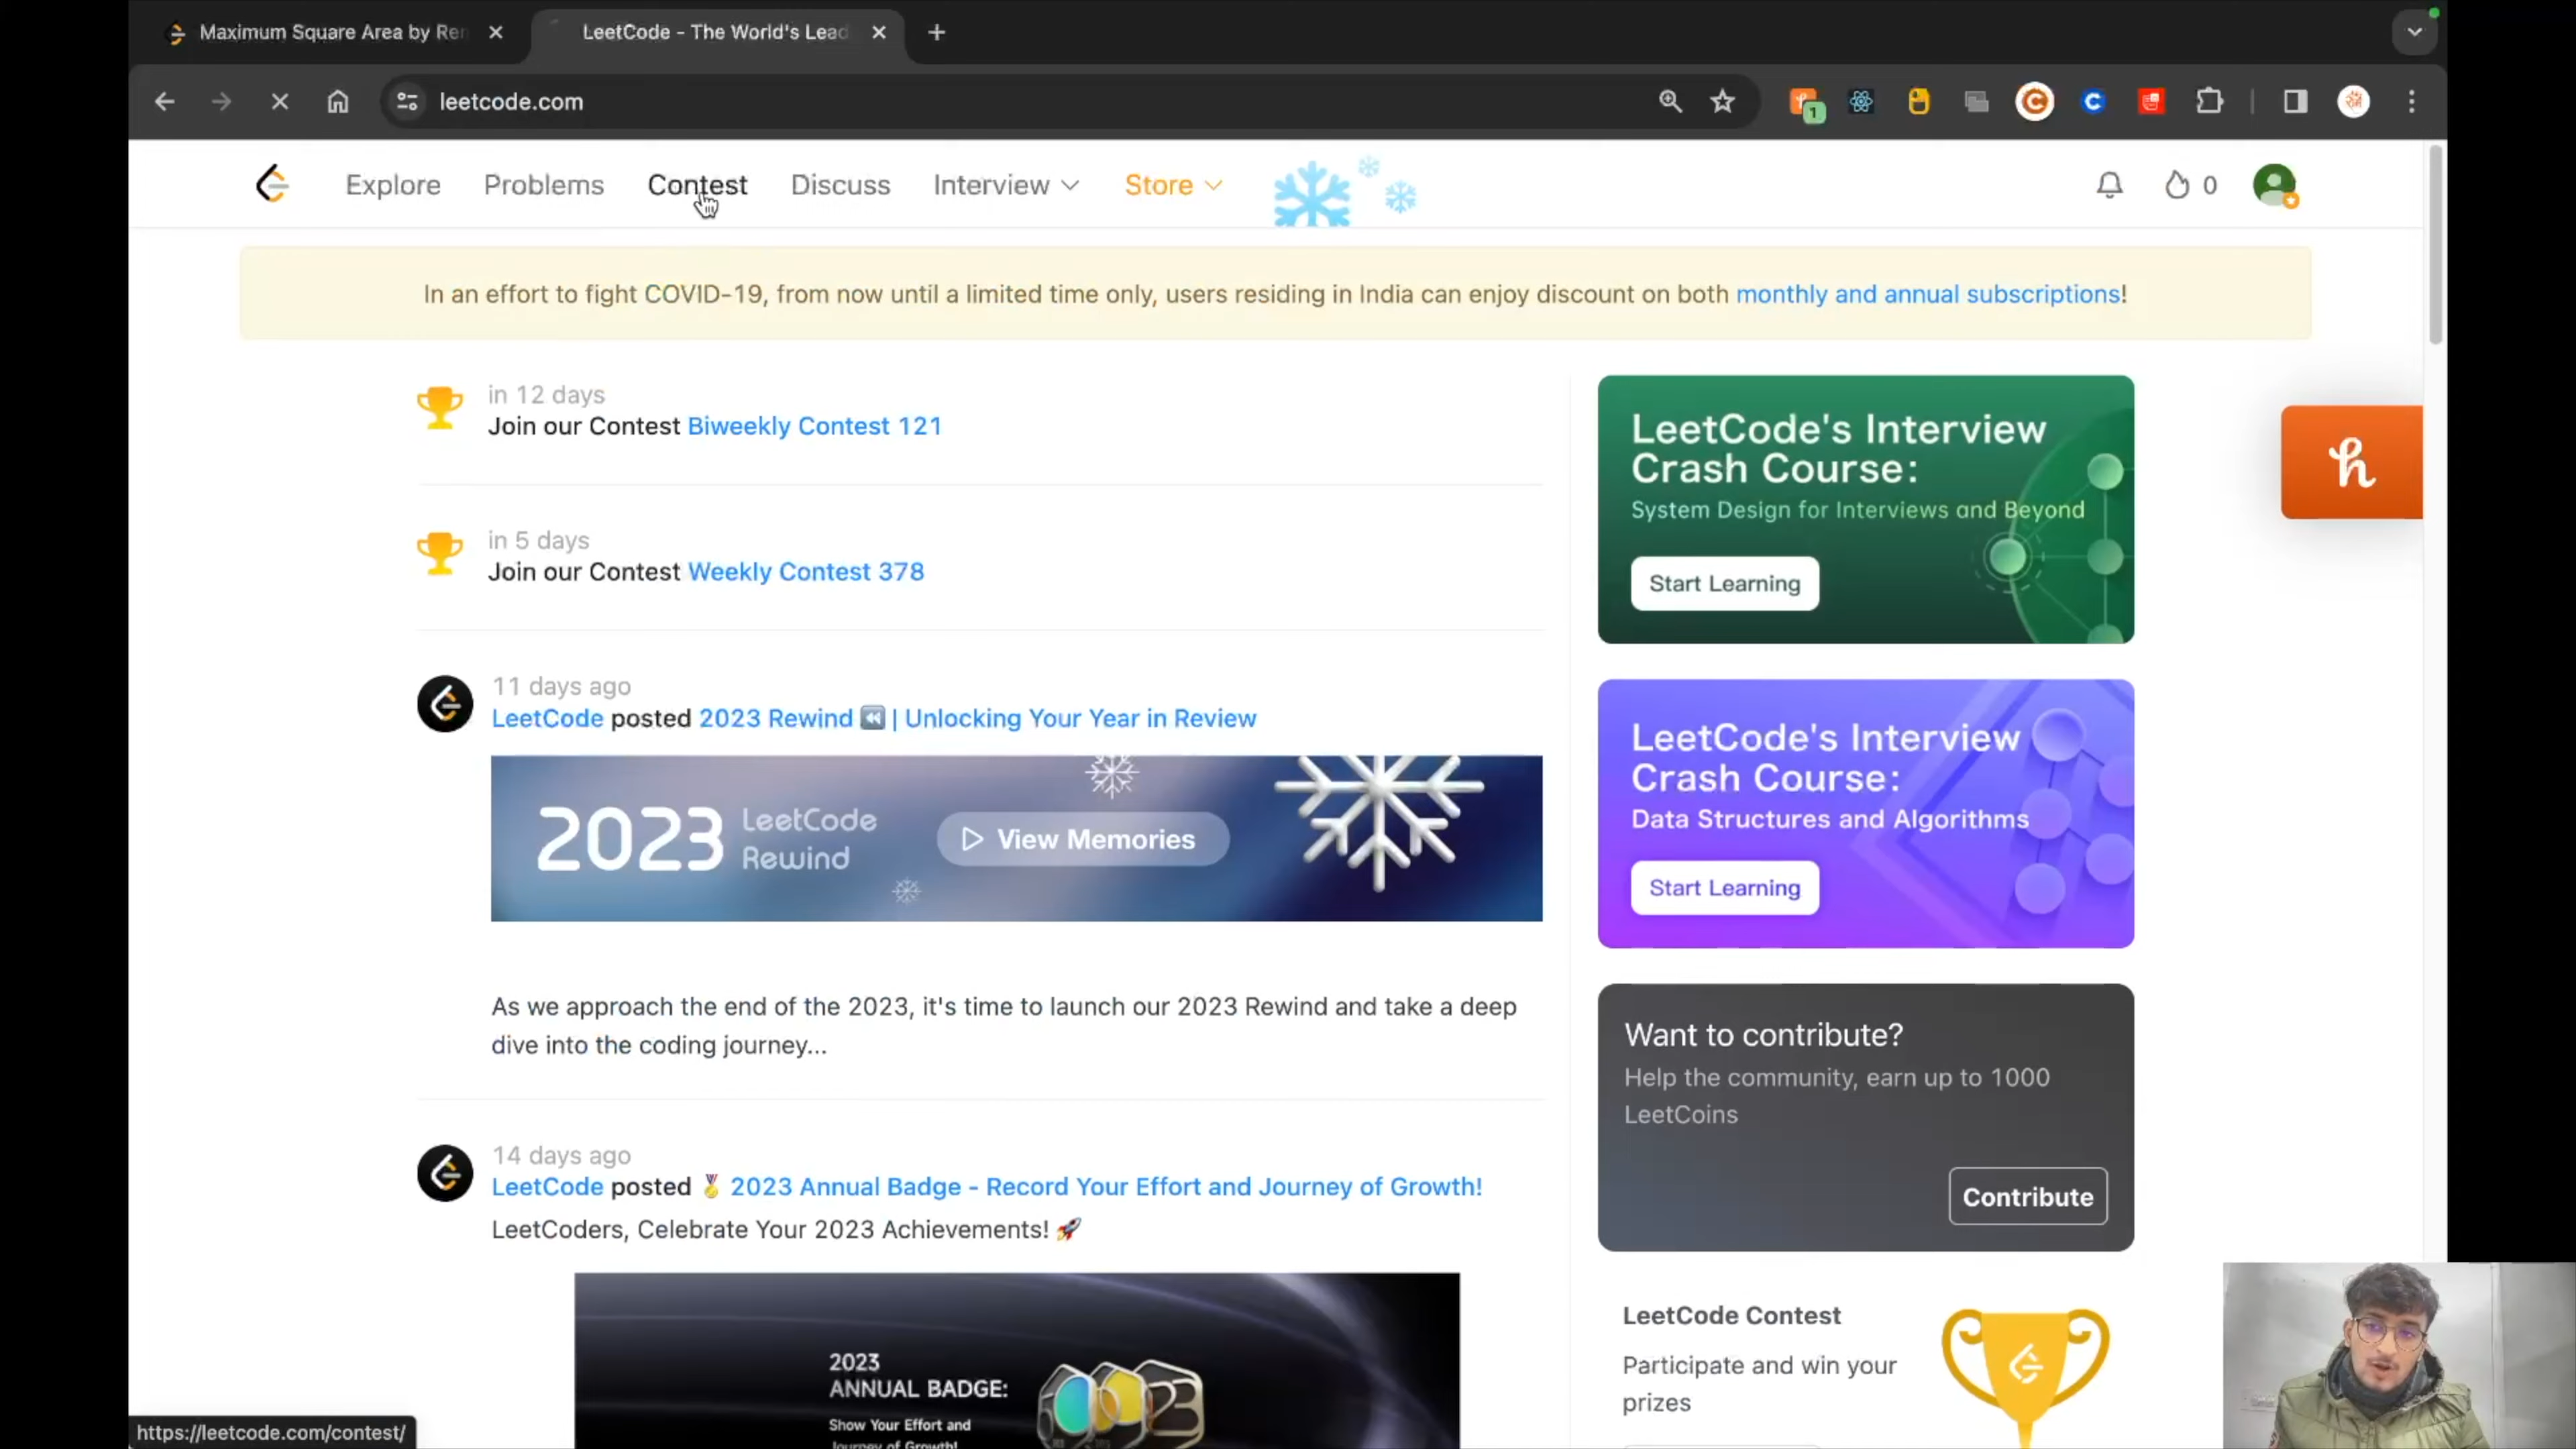 Maximum Square Area by Ren
LeetCode - The World's Lead
leetcode.com
1
Explore
Problems
Contest
Discuss
Interview
Store
0
In an effort to fight COVID-19, from now until a limited time only, users residing in India can enjoy discount on both monthly and annual subscriptions!
in 12 days
Join our Contest Biweekly Contest 121
in 5 days
Join our Contest Weekly Contest 378
11 days ago
LeetCode posted 2023 Rewind ⏪ | Unlocking Your Year in Review
2023
LeetCode
Rewind
View Memories
As we approach the end of the 2023, it's time to launch our 2023 Rewind and take a deep
dive into the coding journey...
14 days ago
LeetCode posted 🏅 2023 Annual Badge - Record Your Effort and Journey of Growth!
LeetCoders, Celebrate Your 2023 Achievements! 🚀
2023
ANNUAL BADGE:
Show Your Effort and
Journey of Growth!
23
LeetCode's Interview
Crash Course:
System Design for Interviews and Beyond
Start Learning
LeetCode's Interview
Crash Course:
Data Structures and Algorithms
Start Learning
Want to contribute?
Help the community, earn up to 1000
LeetCoins
Contribute
LeetCode Contest
Participate and win your
prizes
h
https://leetcode.com/contest/